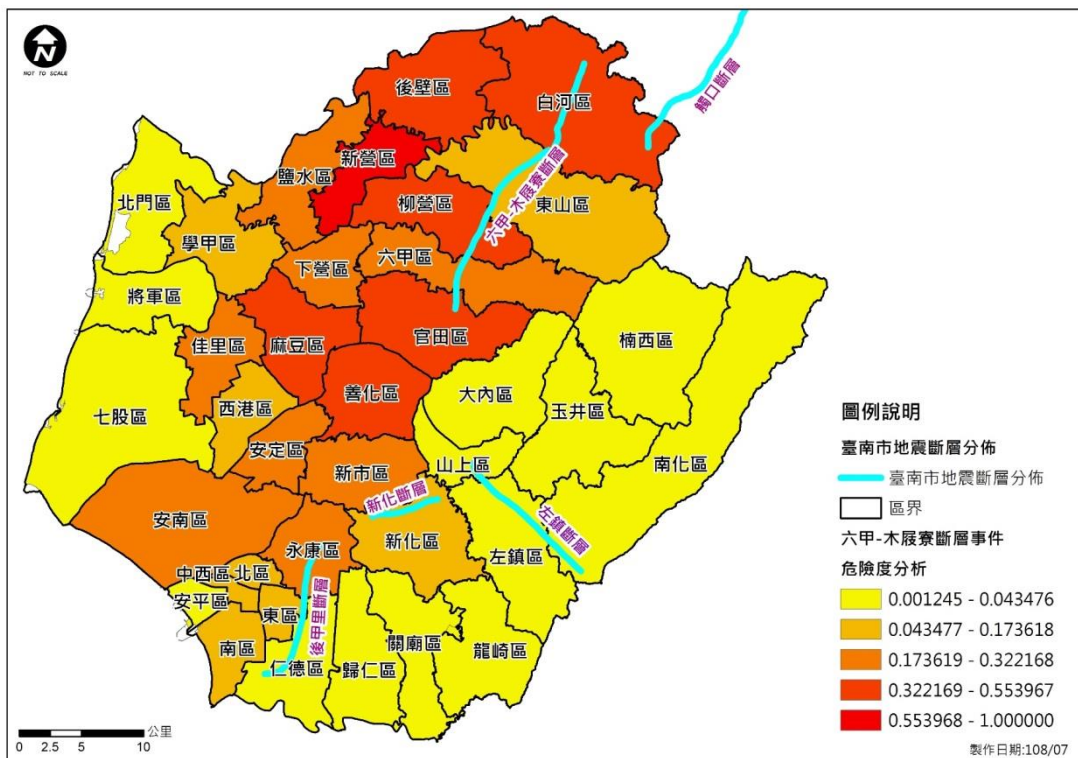 N
NOT TO SCALE
後壁區
白河區
觸口斷層
新營區
鹽水區
北門區
柳營區
六甲-木屐寮斷層
東山區
學甲區
下營區
六甲區
將軍區
佳里區
麻豆區
官田區
楠西區
七股區
西港區
善化區
大內區
玉井區
安定區
新市區
山上區
南化區
安南區
新化斷層
左鎮斷層
永康區
新化區
左鎮區
中西區
北區
安平區
東區
南區
後甲里斷層
仁德區
歸仁區
關廟區
龍崎區
圖例說明
臺南市地震斷層分佈
臺南市地震斷層分佈
區界
六甲-木屐寮斷層事件
危險度分析
0.001245 - 0.043476
0.043477 - 0.173618
0.173619 - 0.322168
0.322169 - 0.553967
0.553968 - 1.000000
公里
0 2.5 5 10
製作日期:108/07